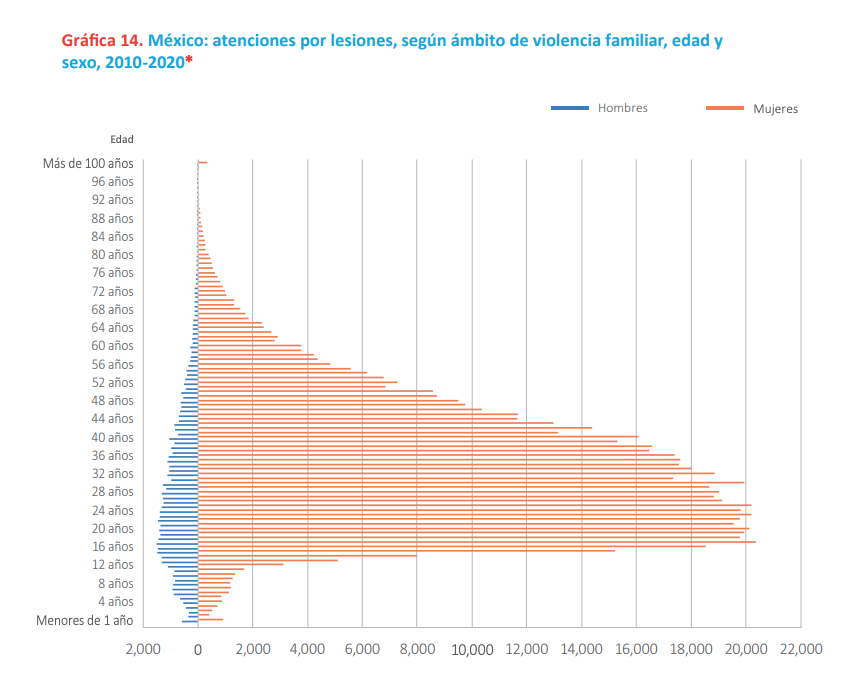 Gráfica 14. México: atenciones por lesiones, según ámbito de violencia familiar, edad y
sexo, 2010-2020*
Hombres
Mujeres
Edad
Más de 100 años
96 años
92 años
88 años
84 años
80 años
76 años
72 años
68 años
64 años
60 años
56 años
52 años
48 años
44 años
40 años
36 años
32 años
28 años
24 años
20 años
16 años
12 años
8 años
4 años
Menores de 1 año
2,000 0 2,000 4,000 6,000 8,000 10,000 12,000 14,000 16,000 18,000 20,000 22,000